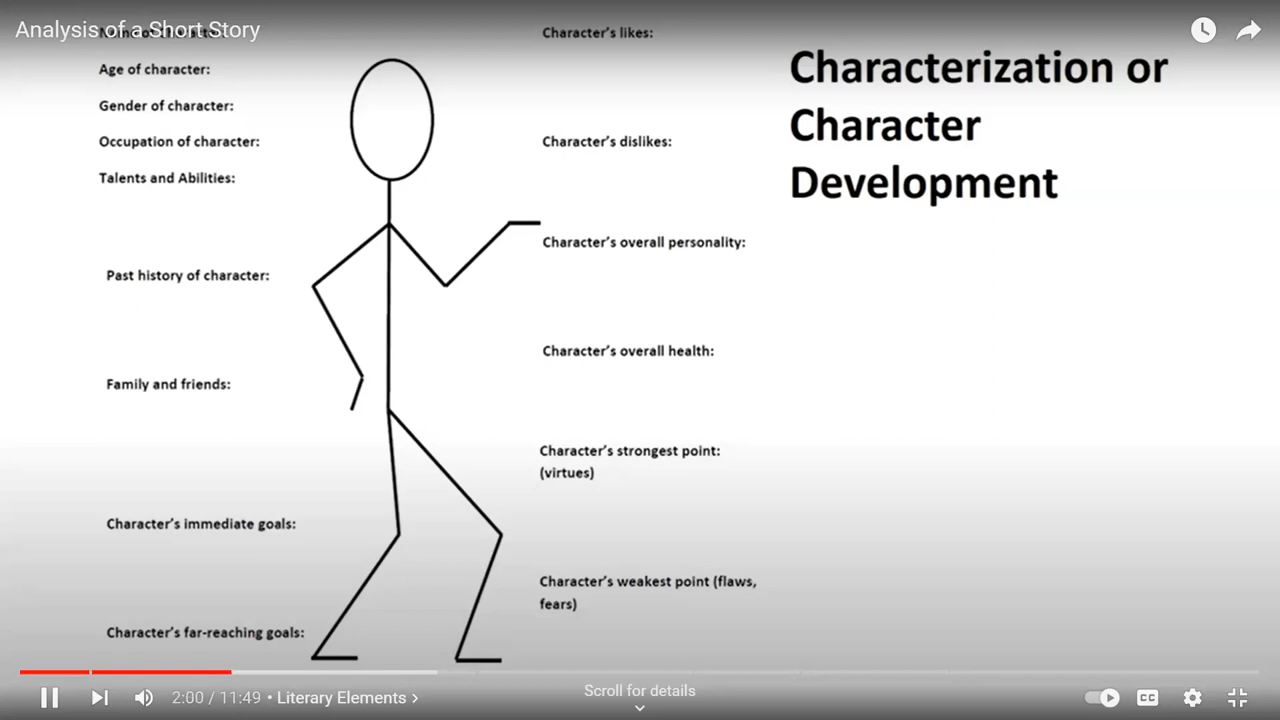 Analysis of a Short Story
Age of character:
Gender of character:
Occupation of character:
Talents and Abilities:
Past history of character:
Family and friends:
Character's immediate goals:
Character's far-reaching goals:
Character's likes:
Character's dislikes:
Character's overall personality:
Character's overall health:
Character's strongest point:
(virtues)
Character's weakest point (flaws,
fears)
Characterization or
Character
Development
2:00 / 11:49 • Literary Elements >
Scroll for details
CC